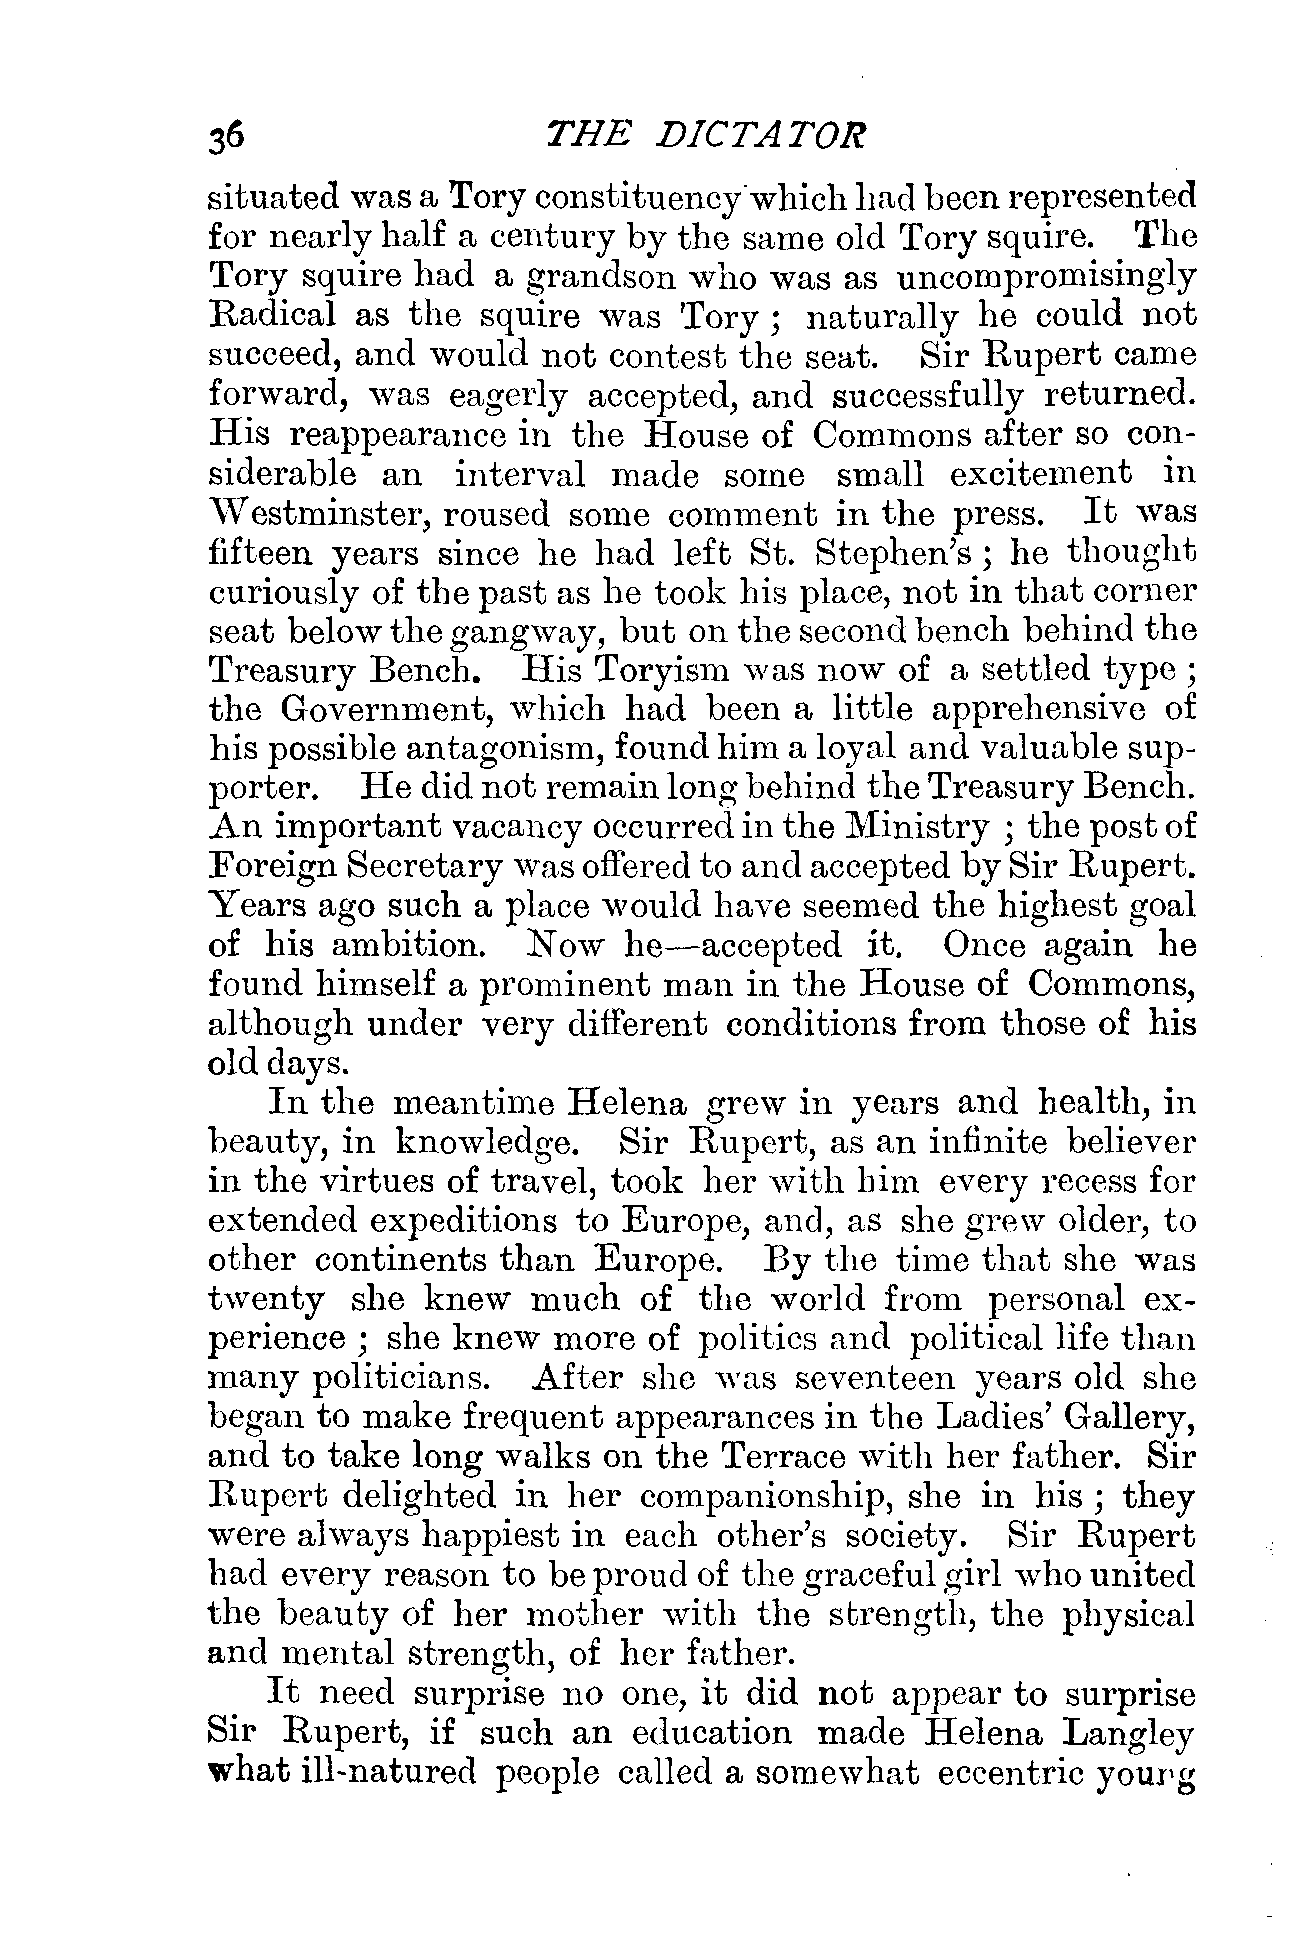 36 THE DICTATOR
situated was a Tory constituency which had been represented
for nearly half a century by the same old Tory squire. The
Tory squire had a grandson who was as uncompromisingly
Radical as the squire was Tory ; naturally he could not
succeed, and would not contest the seat. Sir Rupert came
forward, was eagerly accepted, and successfully returned.
His reappearance in the House of Commons after so con-
siderable an interval made some small excitement in
Westminster, roused some comment in the press. It was
fifteen years since he had left St. Stephen's ; he thought
curiously of the past as he took his place, not in that corner
seat below the gangway, but on the second bench behind the
Treasury Bench. His Toryism was now of a settled type ;
the Government, which had been a little apprehensive of
his possible antagonism, found him a loyal and valuable sup-
porter. He did not remain long behind the Treasury Bench.
An important vacancy occurred in the Ministry ; the post of
Foreign Secretary was offered to and accepted by Sir Rupert.
Years ago such a place would have seemed the highest goal
of his ambition. Now he—accepted it. Once again he
found himself a prominent man in the House of Commons,
although under very different conditions from those of his
old days.
In the meantime Helena grew in years and health, in
beauty, in knowledge. Sir Rupert, as an infinite believer
in the virtues of travel, took her with him every recess for
extended expeditions to Europe, and, as she grew older, to
other continents than Europe. By the time that she was
twenty she knew much of the world from personal ex-
perience ; she knew more of politics and political life than
many politicians. After she was seventeen years old she
began to make frequent appearances in the Ladies' Gallery,
and to take long walks on the Terrace with her father. Sir
Rupert delighted in her companionship, she in his ; they
were always happiest in each other's society. Sir Rupert
had every reason to be proud of the graceful girl who united
the beauty of her mother with the strength, the physical
and mental strength, of her father.
It need surprise no one, it did not appear to surprise
Sir Rupert, if such an education made Helena Langley
what ill-natured people called a somewhat eccentric young